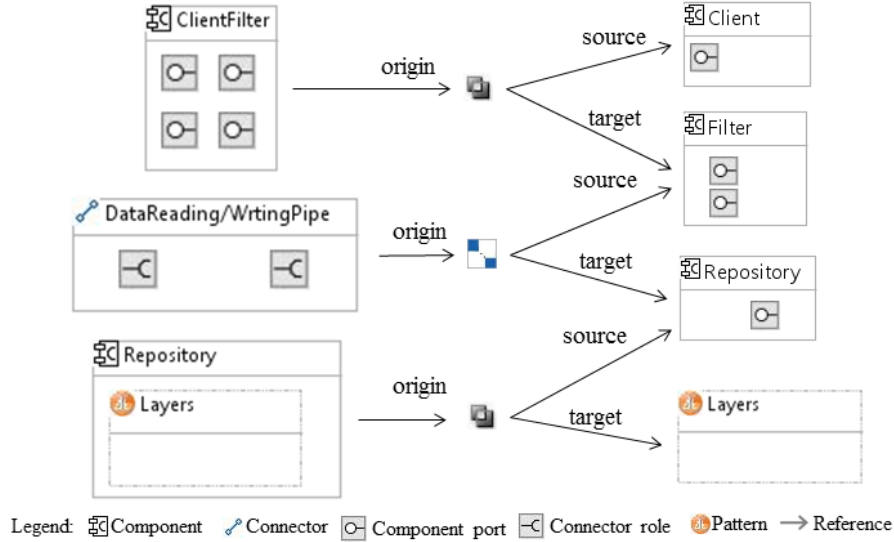 ClientFilter
Client
source
origin
target
Filter
source
DataReading/WrtingPipe
origin
target
Repository
source
Repository
origin
Layers
Layers
target
Legend: Component Connector Component port Connector role Pattern Reference